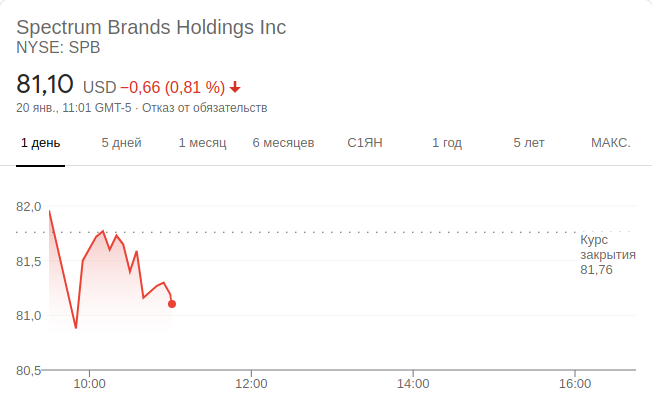 Spectrum Brands Holdings Inc
NYSE: SPB
81,10 USD −0,66 (0,81 %)
20 янв., 11:01 GMT-5 · Отказ от обязательств
1 день 5 дней 1 месяц 6 месяцев С1ЯН 1 год 5 лет МАКС.
82,0
Курс
закрытия
81,76
81,5
81,0
80,5
10:00 12:00 14:00 16:00